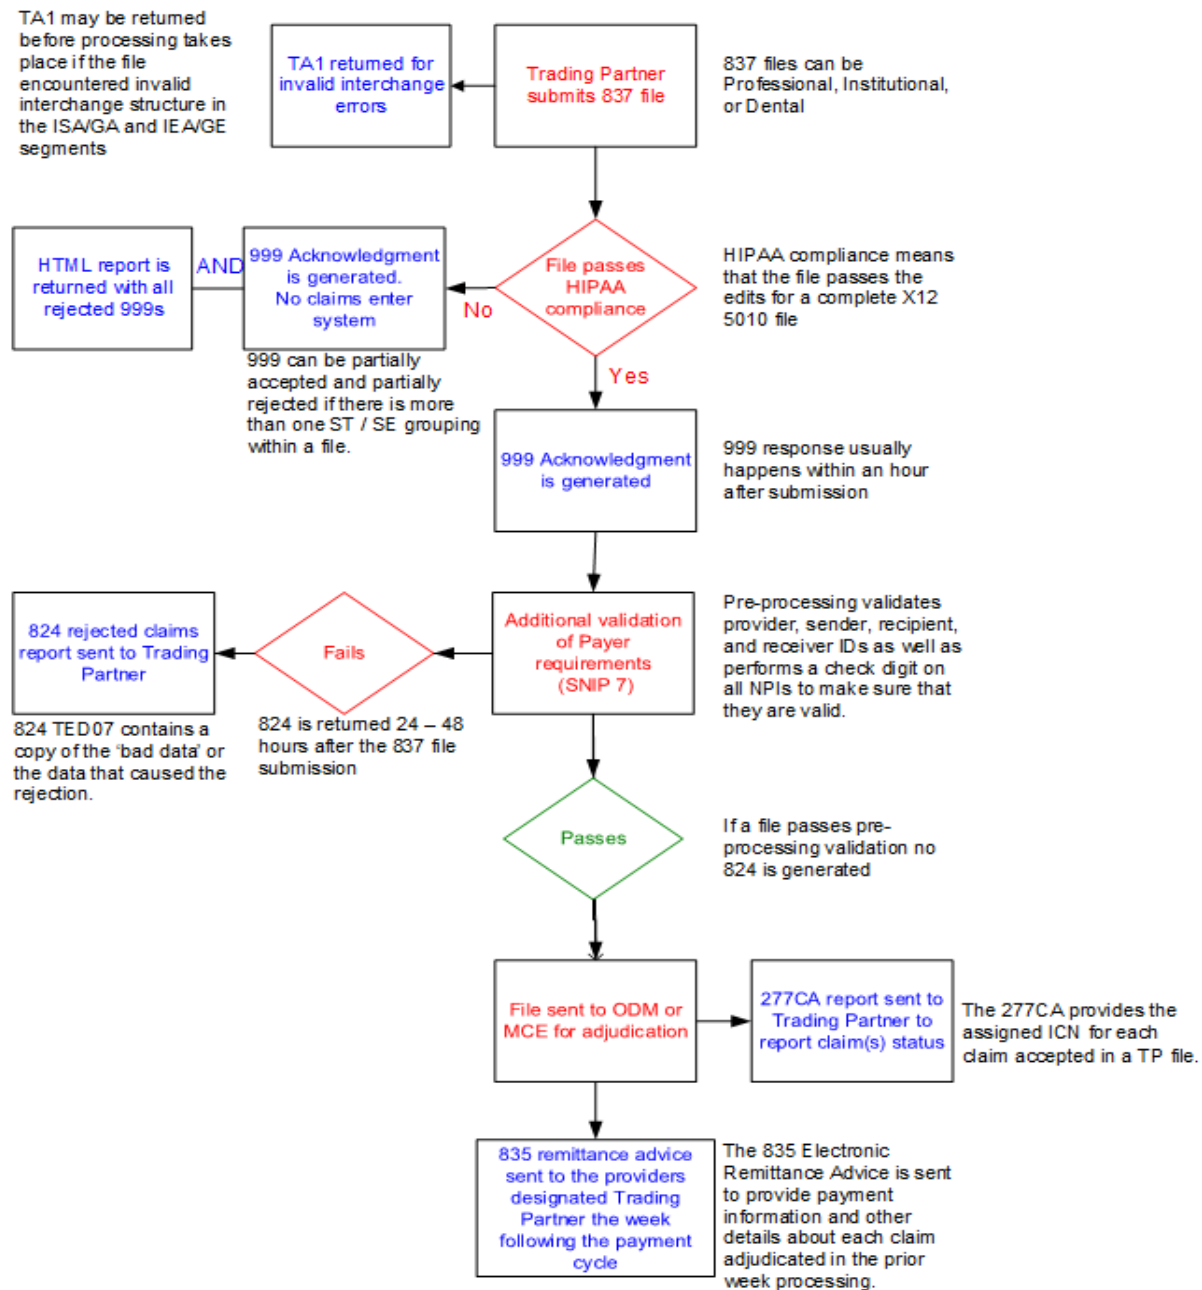 TA1 may be returned
before processing takes
place if the file
encountered invalid
interchange structure in
the ISA/GA and IEA/GE
segments
TA1 returned for
invalid interchange
errors
Trading Partner
submits 837 file
837 files can be
Professional, Institutional,
or Dental
HTML report is
returned with all
rejected 999s
AND
999 Acknowledgment
is generated.
No claims enter
system
No
File passes
HIPAA
compliance
HIPAA compliance means
that the file passes the
edits for a complete X12
5010 file
999 can be partially
accepted and partially
rejected if there is more
than one ST / SE grouping
within a file.
Yes
999 Acknowledgment
is generated
999 response usually
happens within an hour
after submission
824 rejected claims
report sent to Trading
Partner
Fails
Additional validation
of Payer
requirements
(SNIP 7)
Pre-processing validates
provider, sender, recipient,
and receiver IDs as well as
performs a check digit on
all NPIs to make sure that
they are valid.
824 TED07 contains a
copy of the ‘bad data’ or
the data that caused the
rejection.
824 is returned 24 – 48
hours after the 837 file
submission
Passes
If a file passes pre-
processing validation no
824 is generated
File sent to ODM or
MCE for adjudication
277CA report sent to
Trading Partner to
report claim(s) status
The 277CA provides the
assigned ICN for each
claim accepted in a TP file.
835 remittance advice
sent to the providers
designated Trading
Partner the week
following the payment
cycle
The 835 Electronic
Remittance Advice is sent
to provide payment
information and other
details about each claim
adjudicated in the prior
week processing.